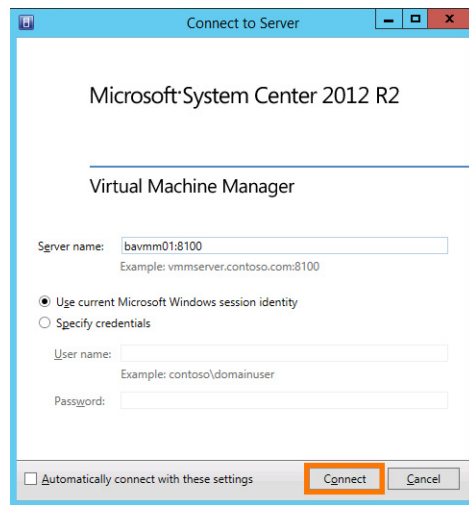 Connect to Server
Microsoft System Center 2012 R2
Virtual Machine Manager
Server name: bavmm01:8100
Example: vmmserver.contoso.com:8100
Use current Microsoft Windows session identity
Specify credentials
User name:
Example: contoso\domainuser
Password:
Automatically connect with these settings Connect Cancel